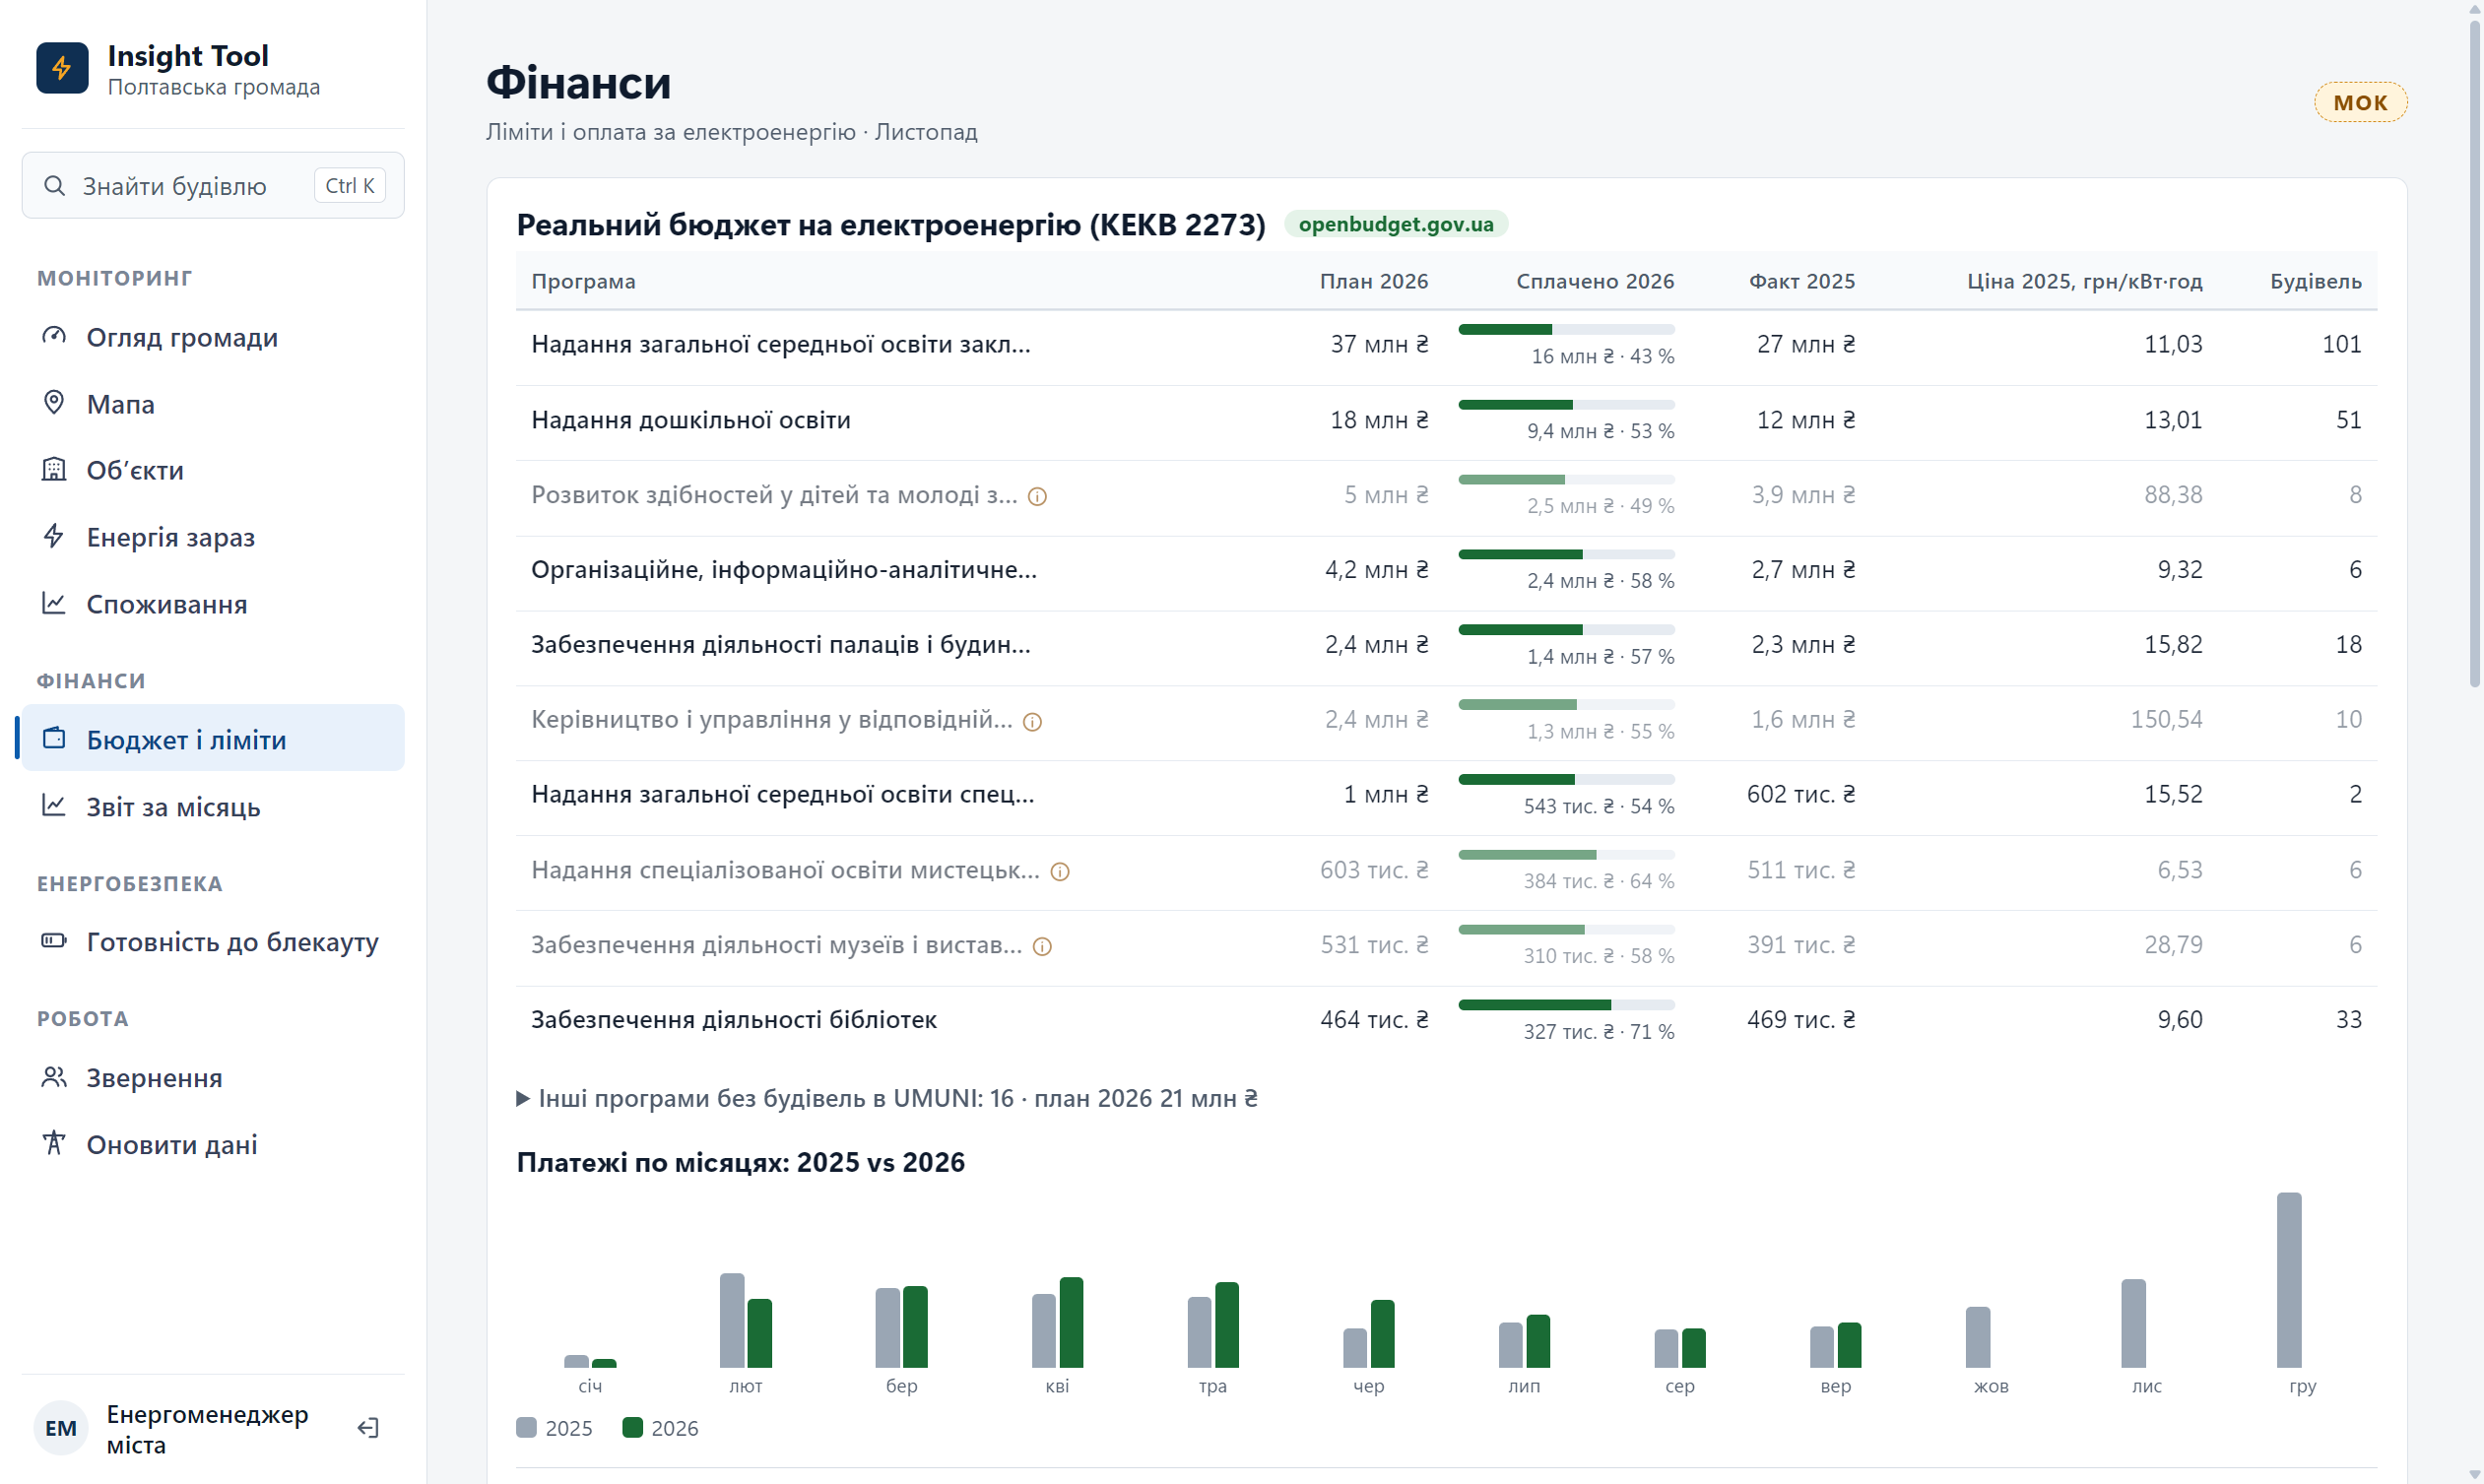 Insight Tool
Полтавська громада
Знайти будівлю Ctrl K
МОНІТОРИНГ
Огляд громади
Мапа
Об’єкти
Енергія зараз
Споживання
ФІНАНСИ
Бюджет і ліміти
Звіт за місяць
ЕНЕРГОБЕЗПЕКА
Готовність до блекауту
РОБОТА
Звернення
Оновити дані
ЕМ Енергоменеджер
міста
Фінанси
Ліміти і оплата за електроенергію · Листопад
МОК
Реальний бюджет на електроенергію (КЕКВ 2273) openbudget.gov.ua
Програма План 2026 Сплачено 2026 Факт 2025 Ціна 2025, грн/кВт·год Будівель
Надання загальної середньої освіти закл... 37 млн ₴ 16 млн ₴ · 43 % 27 млн ₴ 11,03 101
Надання дошкільної освіти 18 млн ₴ 9,4 млн ₴ · 53 % 12 млн ₴ 13,01 51
Розвиток здібностей у дітей та молоді з... 5 млн ₴ 2,5 млн ₴ · 49 % 3,9 млн ₴ 88,38 8
Організаційне, інформаційно-аналітичне... 4,2 млн ₴ 2,4 млн ₴ · 58 % 2,7 млн ₴ 9,32 6
Забезпечення діяльності палаців і будин... 2,4 млн ₴ 1,4 млн ₴ · 57 % 2,3 млн ₴ 15,82 18
Керівництво і управління у відповідній... 2,4 млн ₴ 1,3 млн ₴ · 55 % 1,6 млн ₴ 150,54 10
Надання загальної середньої освіти спец... 1 млн ₴ 543 тис. ₴ · 54 % 602 тис. ₴ 15,52 2
Надання спеціалізованої освіти мистецьк... 603 тис. ₴ 384 тис. ₴ · 64 % 511 тис. ₴ 6,53 6
Забезпечення діяльності музеїв і вистав... 531 тис. ₴ 310 тис. ₴ · 58 % 391 тис. ₴ 28,79 6
Забезпечення діяльності бібліотек 464 тис. ₴ 327 тис. ₴ · 71 % 469 тис. ₴ 9,60 33
Інші програми без будівель в UMUNI: 16 · план 2026 21 млн ₴
Платежі по місяцях: 2025 vs 2026
січ лют бер кві тра чер лип сер вер жов лис гру
2025 2026